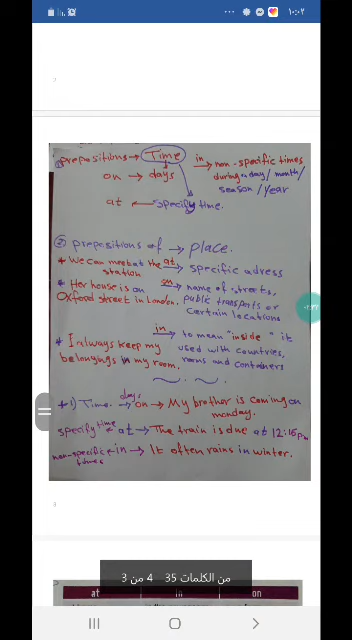 ١٠:٠٢
① prepositions → Time
in → non-specific times
during a day / month /
season / year
on → days
at ← specify time.
② prepositions of → place.
* We can meet at the station
at → specific adress
* Her house is on Oxford street in London.
on → name of streets, public transports or certain locations
* I always keep my belongings in my room.
in → to mean "inside" it used with countries, rooms and containers
* 1) Time. days → on → My brother is coming on monday.
specify time ← at → The train is due at 12:15 pm
non-specific times ← in → It often rains in winter.
من الكلمات 35 4 من 3
at in on